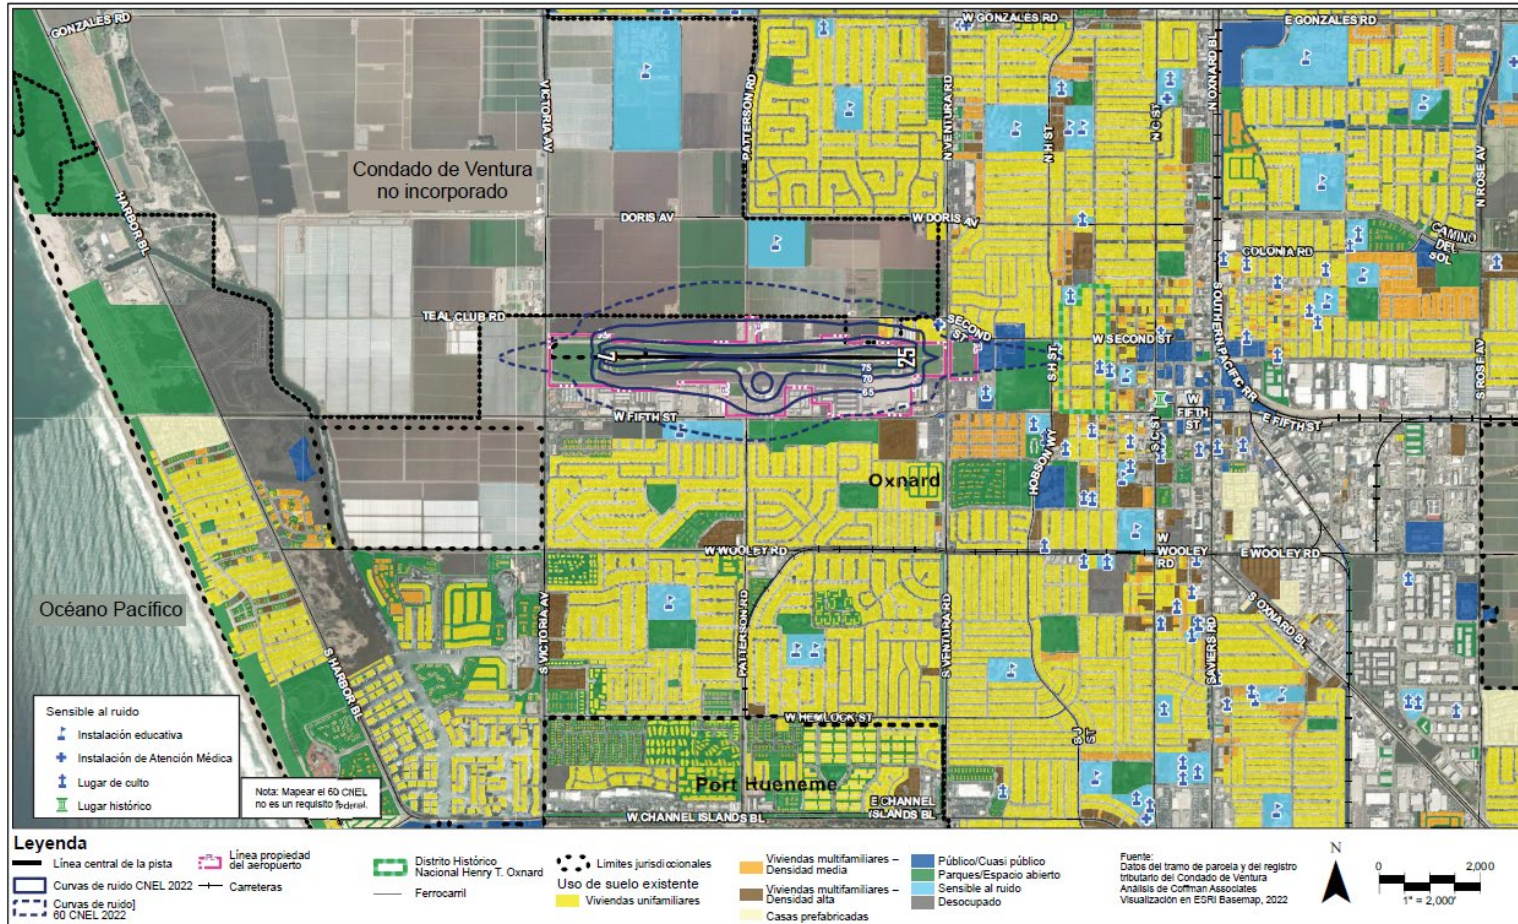 GONZALES RD
W GONZALES RD
E GONZALES RD
VICTORIA AV
PATTERSON RD
N VENTURA RD
N H ST
N C ST
N OXNARD BL
N ROSE AV
Condado de Ventura
no incorporado
HARBOR BL
DORIS AV
W DORIS AV
CAMINO
DEL
SOL
COLONIA RD
TEAL CLUB RD
SECOND
ST
W SECOND ST
SOUTHERN PACIFIC RR
7
25
75
70
65
S H ST
S ROSE AV
W FIFTH ST
W
FIFTH
ST
E FIFTH ST
S C ST
HOBSON WY
Oxnard
W WOOLEY RD
W
WOOLEY
RD
E WOOLEY RD
Océano Pacífico
S VICTORIA AV
PATTERSON RD
S VENTURA RD
SAVIERS RD
S OXNARD BL
S HARBOR BL
W HEMLOCK ST
S J
ST
Port Hueneme
E CHANNEL
ISLANDS BL
W CHANNEL ISLANDS BL
Sensible al ruido
Instalación educativa
Instalación de Atención Médica
Lugar de culto
Lugar histórico
Nota: Mapear el 60 CNEL
no es un requisito federal.
Leyenda
Línea central de la pista
Curvas de ruido CNEL 2022
Curvas de ruido]
60 CNEL 2022
Línea propiedad
del aeropuerto
Carreteras
Distrito Histórico
Nacional Henry T. Oxnard
Ferrocarril
Limites jurisdiccionales
Uso de suelo existente
Viviendas unifamiliares
Viviendas multifamiliares –
Densidad media
Viviendas multifamiliares –
Densidad alta
Casas prefabricadas
Público/Cuasi público
Parques/Espacio abierto
Sensible al ruido
Desocupado
Fuente:
Datos del tramo de parcela y del registro
tributario del Condado de Ventura
Análisis de Coffman Associates
Visualización en ESRI Basemap, 2022
N
0
2,000
1" = 2,000'